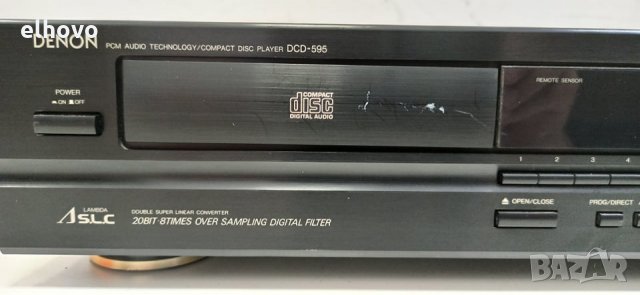 elhovo
DENON PCM AUDIO TECHNOLOGY/COMPACT DISC PLAYER DCD-595
REMOTE SENSOR
POWER
ON OFF
COMPACT
disc
DIGITAL AUDIO
1 2 3 4
LAMBDA
S.L.C
DOUBLE SUPER LINEAR CONVERTER
20BIT·8TIMES OVER SAMPLING DIGITAL FILTER
OPEN/CLOSE
PROG/DIRECT
BAZAR
bg